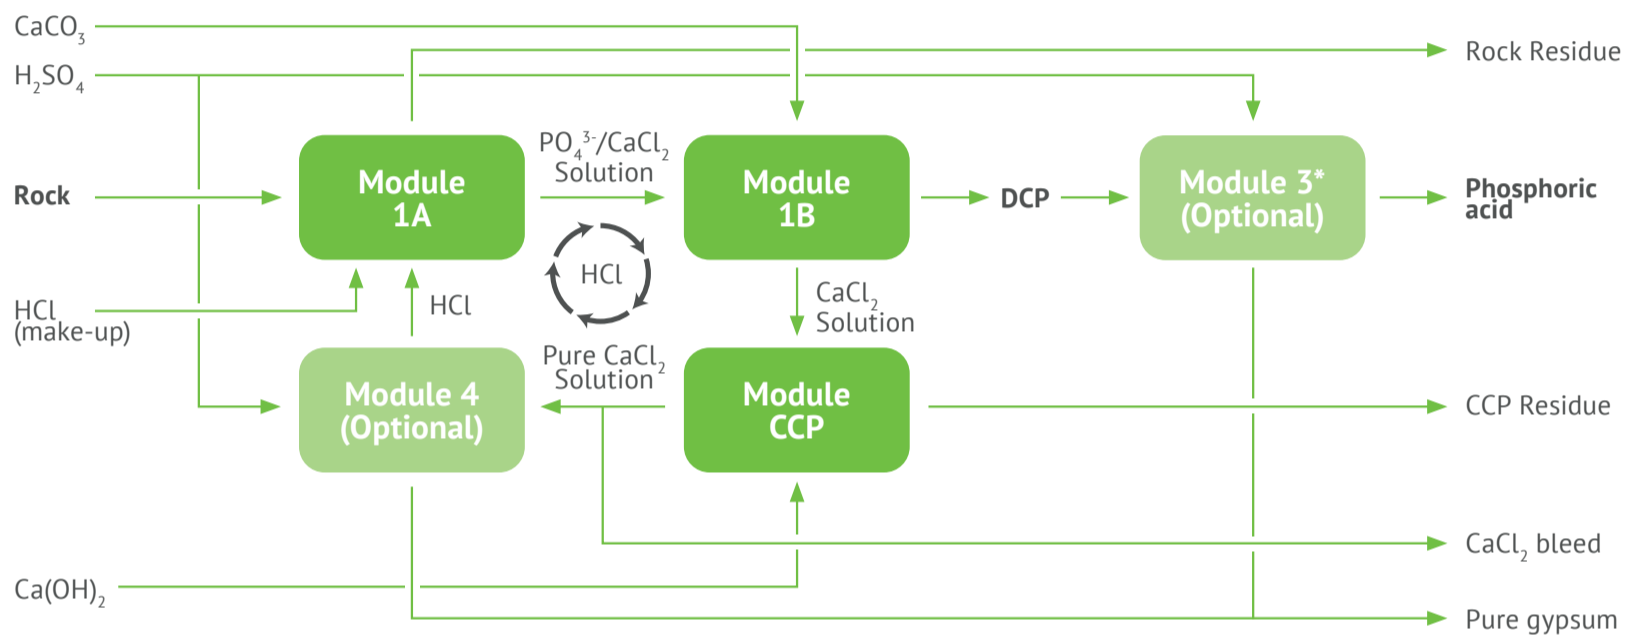 CaCO₃
H₂SO₄
Rock Residue
PO₄³⁻/CaCl₂
Solution
Rock
Module
1A
Module
1B
DCP
Module 3*
(Optional)
Phosphoric
acid
HCl
(make-up)
HCl
HCl
CaCl₂
Solution
Pure CaCl₂
Solution
Module 4
(Optional)
Module
CCP
CCP Residue
CaCl₂ bleed
Ca(OH)₂
Pure gypsum